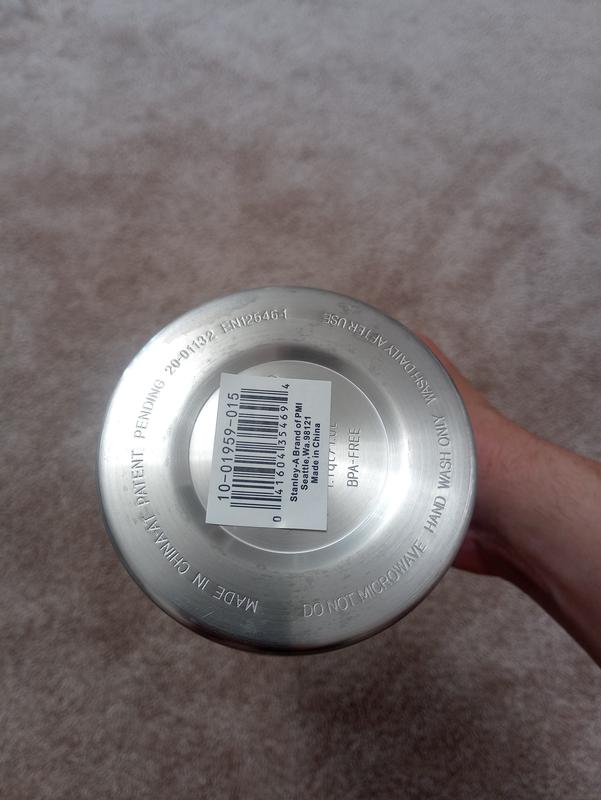 MADE IN CHINA AT PATENT PENDING 20-01132 EN12546-1
WASH DAILY AFTER USE
HAND WASH ONLY
DO NOT MICROWAVE
10-01959-015
0 41604 35469 4
Stanley-A Brand of PMI
Seattle,Wa.98121
Made in China
BPA-FREE